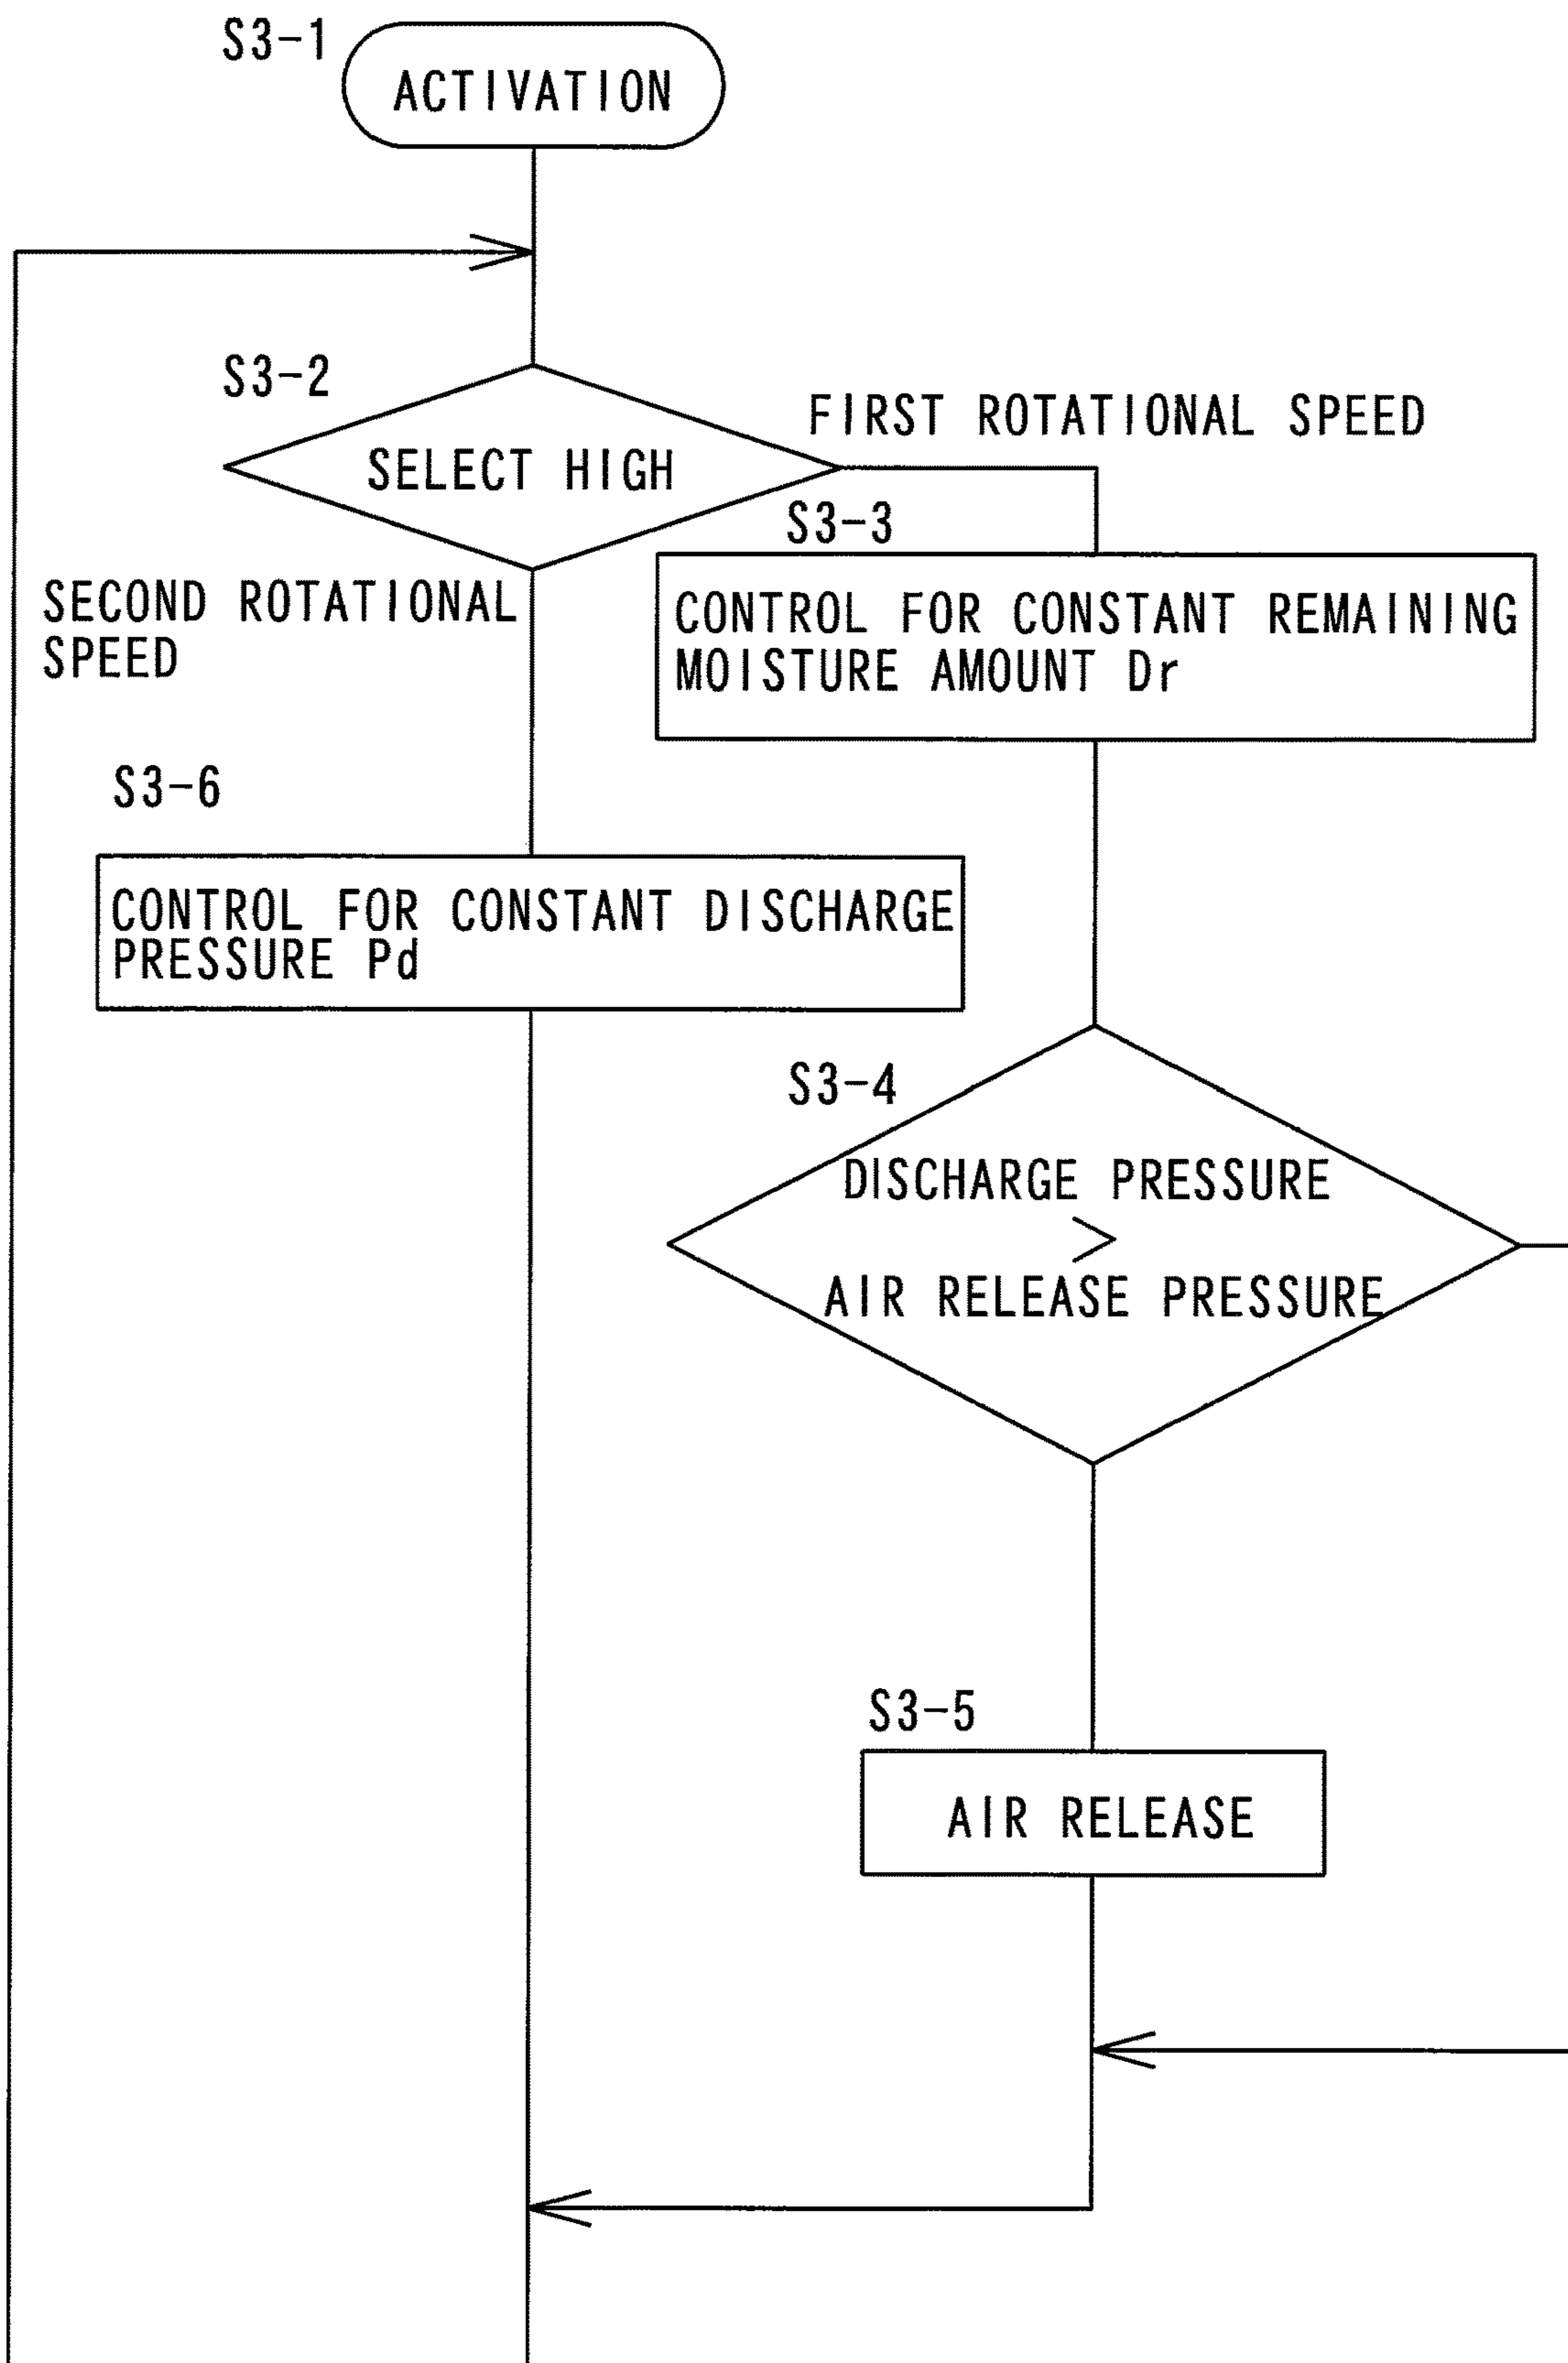 S3-1
ACTIVATION
S3-2
SELECT HIGH
FIRST ROTATIONAL SPEED
S3-3
CONTROL FOR CONSTANT REMAINING
MOISTURE AMOUNT Dr
SECOND ROTATIONAL
SPEED
S3-6
CONTROL FOR CONSTANT DISCHARGE
PRESSURE Pd
S3-4
DISCHARGE PRESSURE
>
AIR RELEASE PRESSURE
S3-5
AIR RELEASE